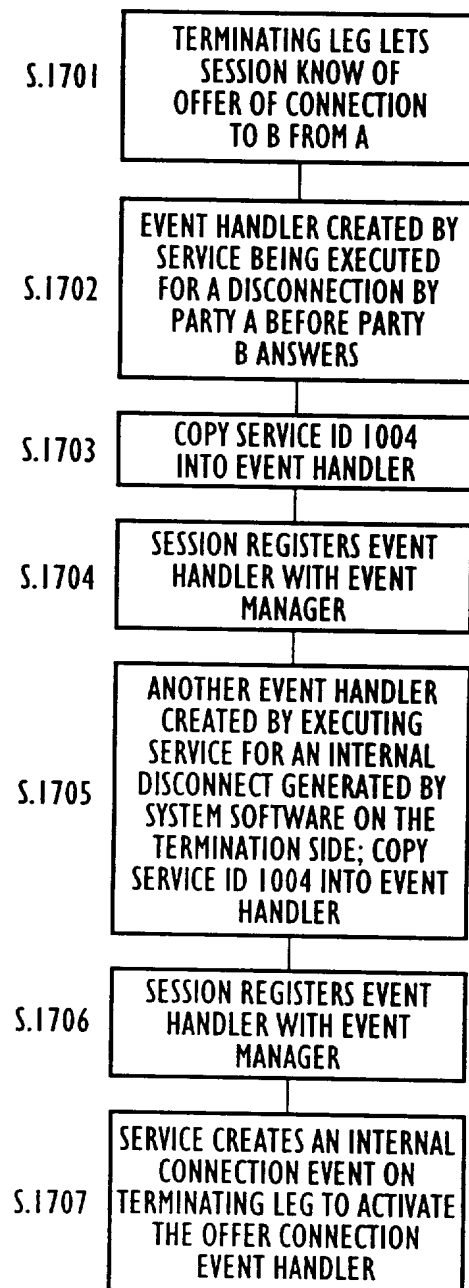 S.1701
TERMINATING LEG LETS
SESSION KNOW OF
OFFER OF CONNECTION
TO B FROM A
S.1702
EVENT HANDLER CREATED BY
SERVICE BEING EXECUTED
FOR A DISCONNECTION BY
PARTY A BEFORE PARTY
B ANSWERS
S.1703
COPY SERVICE ID 1004
INTO EVENT HANDLER
S.1704
SESSION REGISTERS EVENT
HANDLER WITH EVENT
MANAGER
S.1705
ANOTHER EVENT HANDLER
CREATED BY EXECUTING
SERVICE FOR AN INTERNAL
DISCONNECT GENERATED BY
SYSTEM SOFTWARE ON THE
TERMINATION SIDE; COPY
SERVICE ID 1004 INTO EVENT
HANDLER
S.1706
SESSION REGISTERS EVENT
HANDLER WITH EVENT
MANAGER
S.1707
SERVICE CREATES AN INTERNAL
CONNECTION EVENT ON
TERMINATING LEG TO ACTIVATE
THE OFFER CONNECTION
EVENT HANDLER